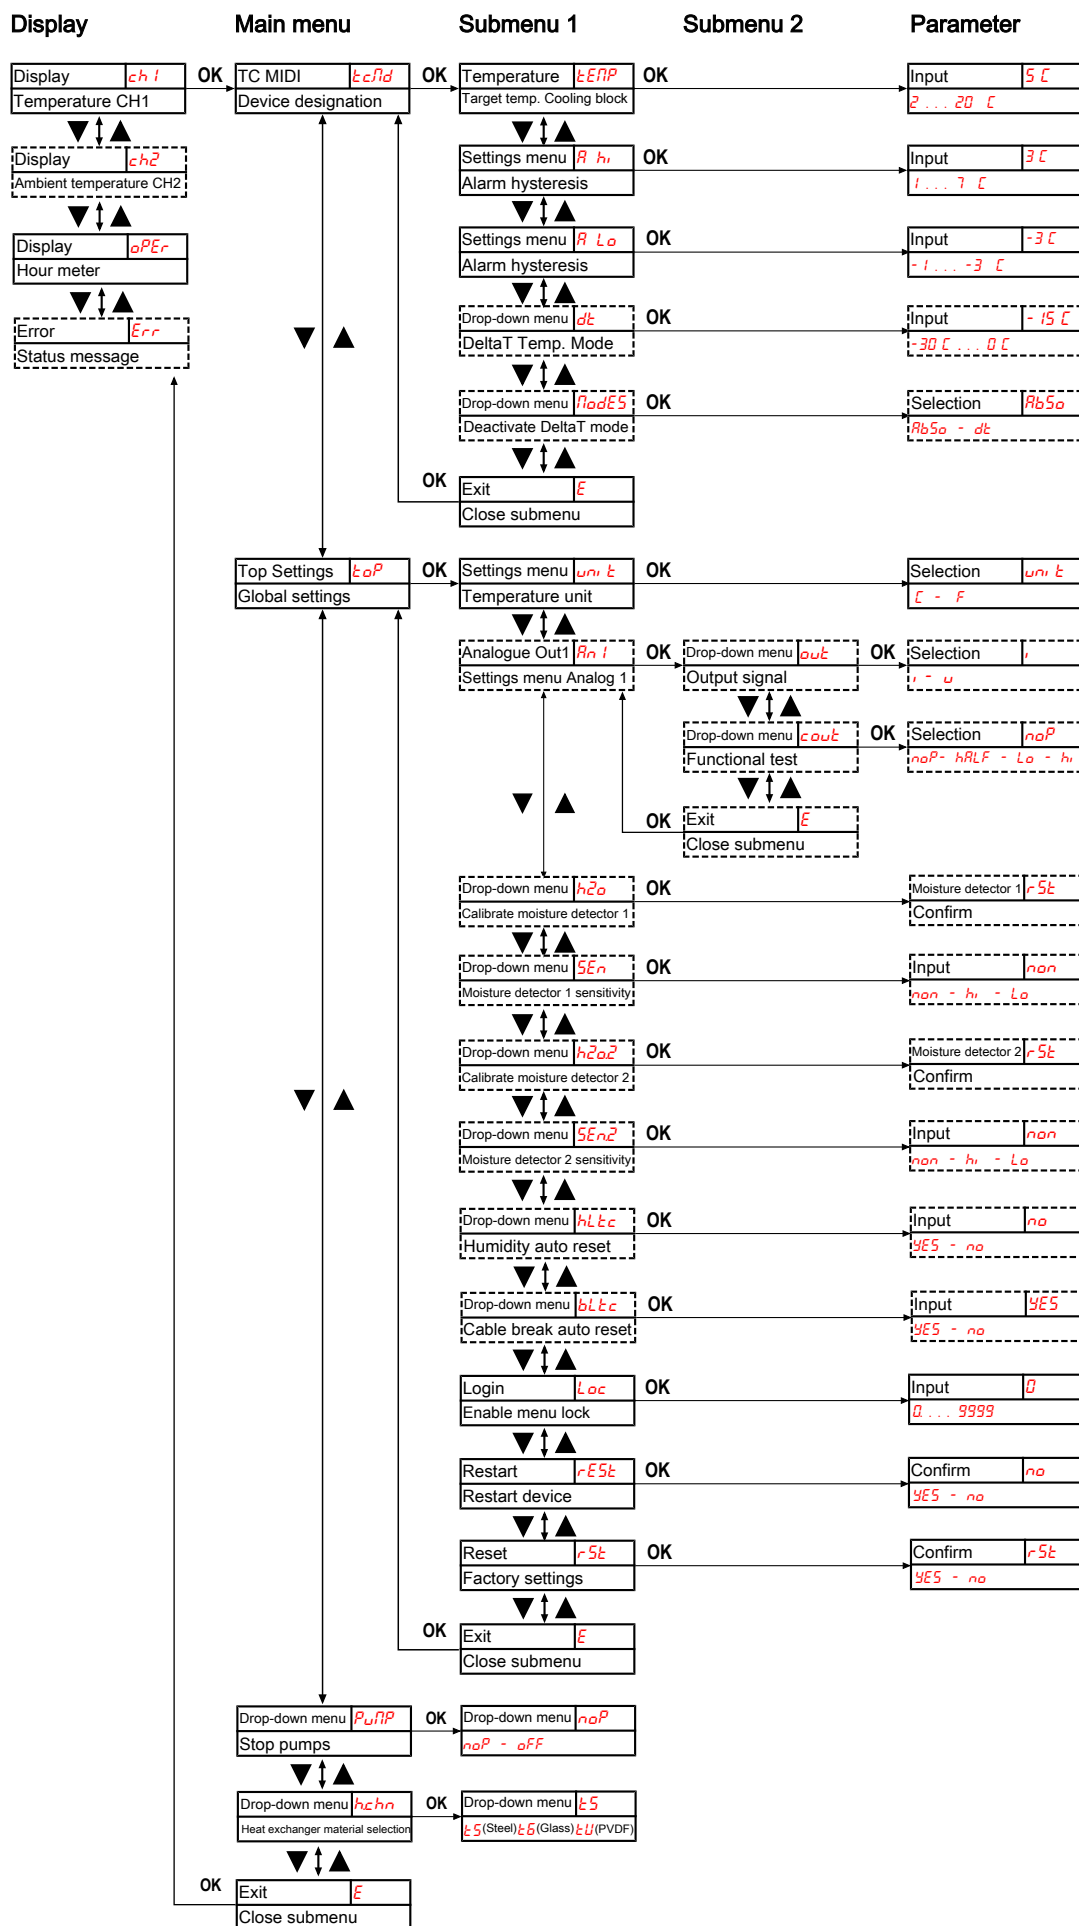 Display Main menu Submenu 1 Submenu 2 Parameter
Display ch1 OK TC MIDI tcMd OK Temperature tEMP OK Input 5 C
Temperature CH1 Device designation Target temp. Cooling block 2 . . . 20 C
Display ch2 Settings menu A hi OK Input 3 C
Ambient temperature CH2 Alarm hysteresis 1 . . . 7 C
Display oPEr Settings menu A Lo OK Input -3 C
Hour meter Alarm hysteresis -1 . . . -3 C
Error Err Drop-down menu dt OK Input -15 C
Status message DeltaT Temp. Mode -30 C . . . 0 C
Drop-down menu ModES OK Selection AbSo
Deactivate DeltaT mode AbSo - dt
OK Exit E
Close submenu
Top Settings toP OK Settings menu unit OK Selection unit
Global settings Temperature unit C - F
Analogue Out1 An1 OK Drop-down menu out OK Selection i
Settings menu Analog 1 Output signal i - u
Drop-down menu cout OK Selection noP
Functional test noP- hALF - Lo - hi
OK Exit E
Close submenu
Drop-down menu h2o OK Moisture detector 1 rSt
Calibrate moisture detector 1 Confirm
Drop-down menu SEn OK Input non
Moisture detector 1 sensitivity non - hi - Lo
Drop-down menu h2o.2 OK Moisture detector 2 rSt
Calibrate moisture detector 2 Confirm
Drop-down menu SEn.2 OK Input non
Moisture detector 2 sensitivity non - hi - Lo
Drop-down menu hLtc OK Input no
Humidity auto reset YES - no
Drop-down menu bLtc OK Input YES
Cable break auto reset YES - no
Login Loc OK Input 0
Enable menu lock 0. . . . 9999
Restart rESt OK Confirm no
Restart device YES - no
Reset rSt OK Confirm rSt
Factory settings YES - no
OK Exit E
Close submenu
Drop-down menu PuMP OK Drop-down menu noP
Stop pumps noP - oFF
Drop-down menu h.chn OK Drop-down menu tS
Heat exchanger material selection tS(Steel) tG(Glass) tU(PVDF)
OK Exit E
Close submenu